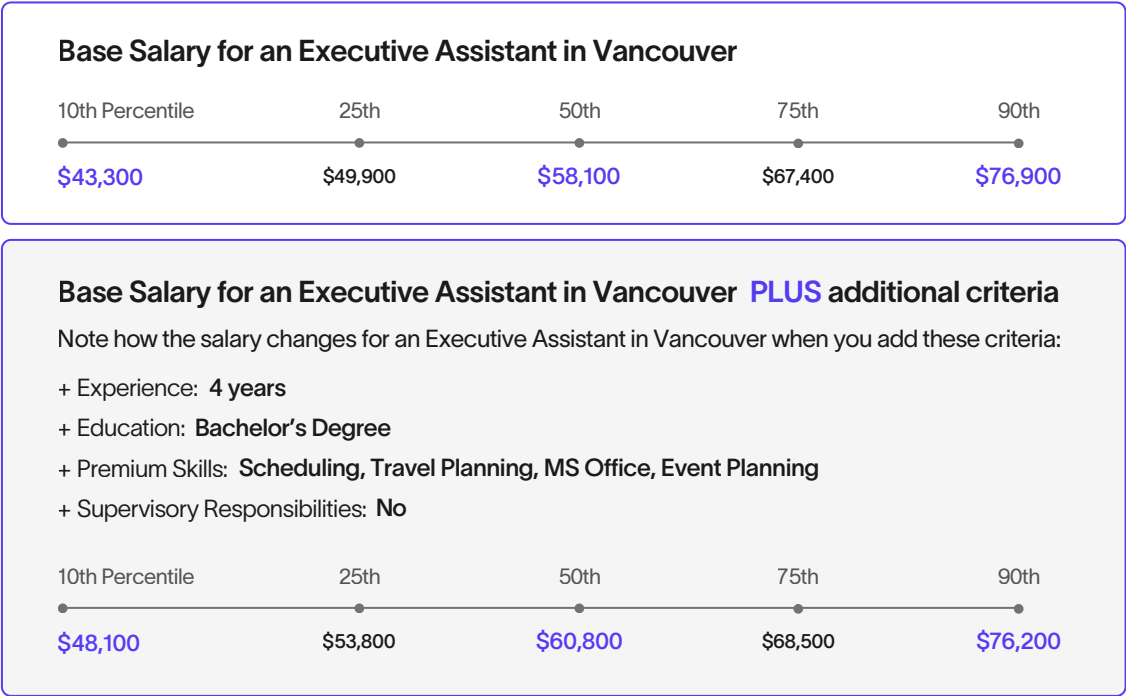 Base Salary for an Executive Assistant in Vancouver
10th Percentile 25th 50th 75th 90th
$43,300 $49,900 $58,100 $67,400 $76,900
Base Salary for an Executive Assistant in Vancouver PLUS additional criteria
Note how the salary changes for an Executive Assistant in Vancouver when you add these criteria:
+ Experience: 4 years
+ Education: Bachelor’s Degree
+ Premium Skills: Scheduling, Travel Planning, MS Office, Event Planning
+ Supervisory Responsibilities: No
10th Percentile 25th 50th 75th 90th
$48,100 $53,800 $60,800 $68,500 $76,200